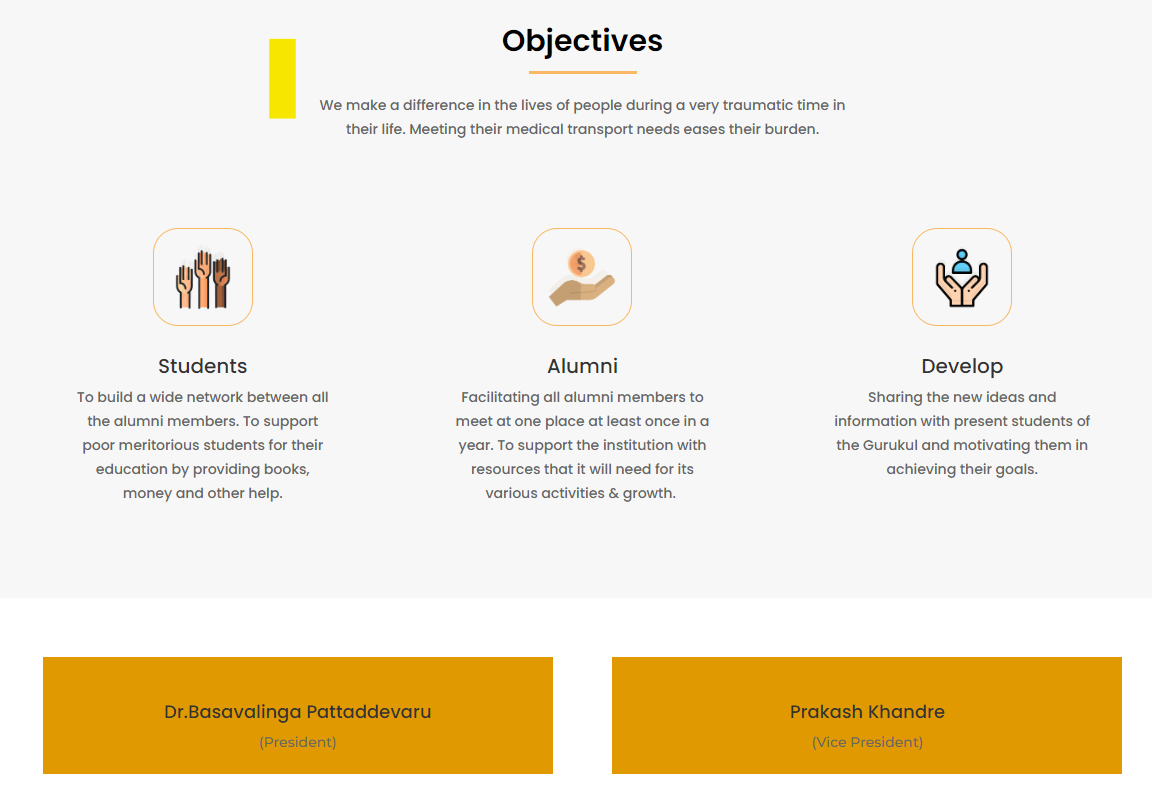 Objectives
We make a difference in the lives of people during a very traumatic time in
their life. Meeting their medical transport needs eases their burden.
$
Students
To build a wide network between all
the alumni members. To support
poor meritorious students for their
education by providing books,
money and other help.
Alumni
Facilitating all alumni members to
meet at one place at least once in a
year. To support the institution with
resources that it will need for its
various activities & growth.
Develop
Sharing the new ideas and
information with present students of
the Gurukul and motivating them in
achieving their goals.
Dr.Basavalinga Pattaddevaru
(President)
Prakash Khandre
(Vice President)